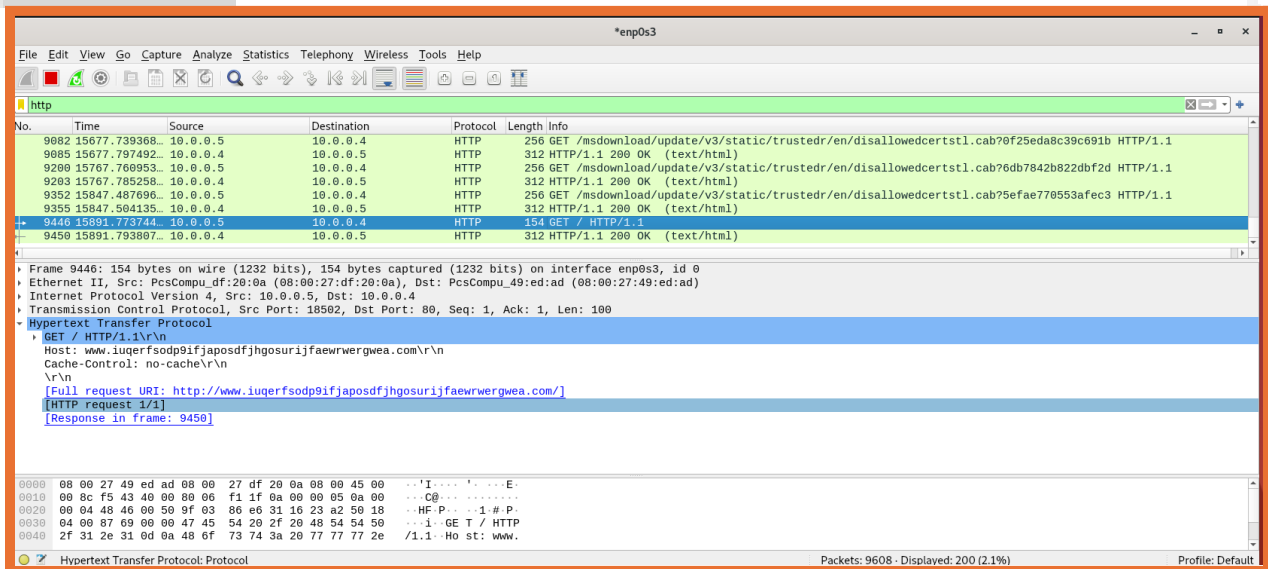 *enp0s3
File Edit View Go Capture Analyze Statistics Telephony Wireless Tools Help
http
No. Time Source Destination Protocol Length Info
9082 15677.739368… 10.0.0.5 10.0.0.4 HTTP 256 GET /msdownload/update/v3/static/trustedr/en/disallowedcertstl.cab?0f25eda8c39c691b HTTP/1.1
9085 15677.797492… 10.0.0.4 10.0.0.5 HTTP 312 HTTP/1.1 200 OK (text/html)
9200 15767.760953… 10.0.0.5 10.0.0.4 HTTP 256 GET /msdownload/update/v3/static/trustedr/en/disallowedcertstl.cab?6db7842b822dbf2d HTTP/1.1
9203 15767.785258… 10.0.0.4 10.0.0.5 HTTP 312 HTTP/1.1 200 OK (text/html)
9352 15847.487696… 10.0.0.5 10.0.0.4 HTTP 256 GET /msdownload/update/v3/static/trustedr/en/disallowedcertstl.cab?5efae770553afec3 HTTP/1.1
9355 15847.504135… 10.0.0.4 10.0.0.5 HTTP 312 HTTP/1.1 200 OK (text/html)
9446 15891.773744… 10.0.0.5 10.0.0.4 HTTP 154 GET / HTTP/1.1
9450 15891.793807… 10.0.0.4 10.0.0.5 HTTP 312 HTTP/1.1 200 OK (text/html)
Frame 9446: 154 bytes on wire (1232 bits), 154 bytes captured (1232 bits) on interface enp0s3, id 0
Ethernet II, Src: PcsCompu_df:20:0a (08:00:27:df:20:0a), Dst: PcsCompu_49:ed:ad (08:00:27:49:ed:ad)
Internet Protocol Version 4, Src: 10.0.0.5, Dst: 10.0.0.4
Transmission Control Protocol, Src Port: 18502, Dst Port: 80, Seq: 1, Ack: 1, Len: 100
Hypertext Transfer Protocol
GET / HTTP/1.1\r\n
Host: www.iuqerfsodp9ifjaposdfjhgosurijfaewrwergwea.com\r\n
Cache-Control: no-cache\r\n
\r\n
[Full request URI: http://www.iuqerfsodp9ifjaposdfjhgosurijfaewrwergwea.com/]
[HTTP request 1/1]
[Response in frame: 9450]
0000 08 00 27 49 ed ad 08 00 27 df 20 0a 08 00 45 00 ··'I···· '· ···E·
0010 00 8c f5 43 40 00 80 06 f1 1f 0a 00 00 05 0a 00 ···C@··· ········
0020 00 04 48 46 00 50 9f 03 86 e6 31 16 23 a2 50 18 ··HF·P·· ··1·#·P·
0030 04 00 87 69 00 00 47 45 54 20 2f 20 48 54 54 50 ···i··GE T / HTTP
0040 2f 31 2e 31 0d 0a 48 6f 73 74 3a 20 77 77 77 2e /1.1··Ho st: www.
Hypertext Transfer Protocol: Protocol Packets: 9608 · Displayed: 200 (2.1%) Profile: Default